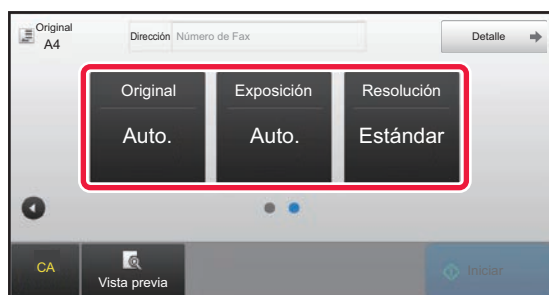 Original
A4
Dirección Número de Fax
Detalle
Original Exposición Resolución
Auto. Auto. Estándar
CA
Vista previa
Iniciar